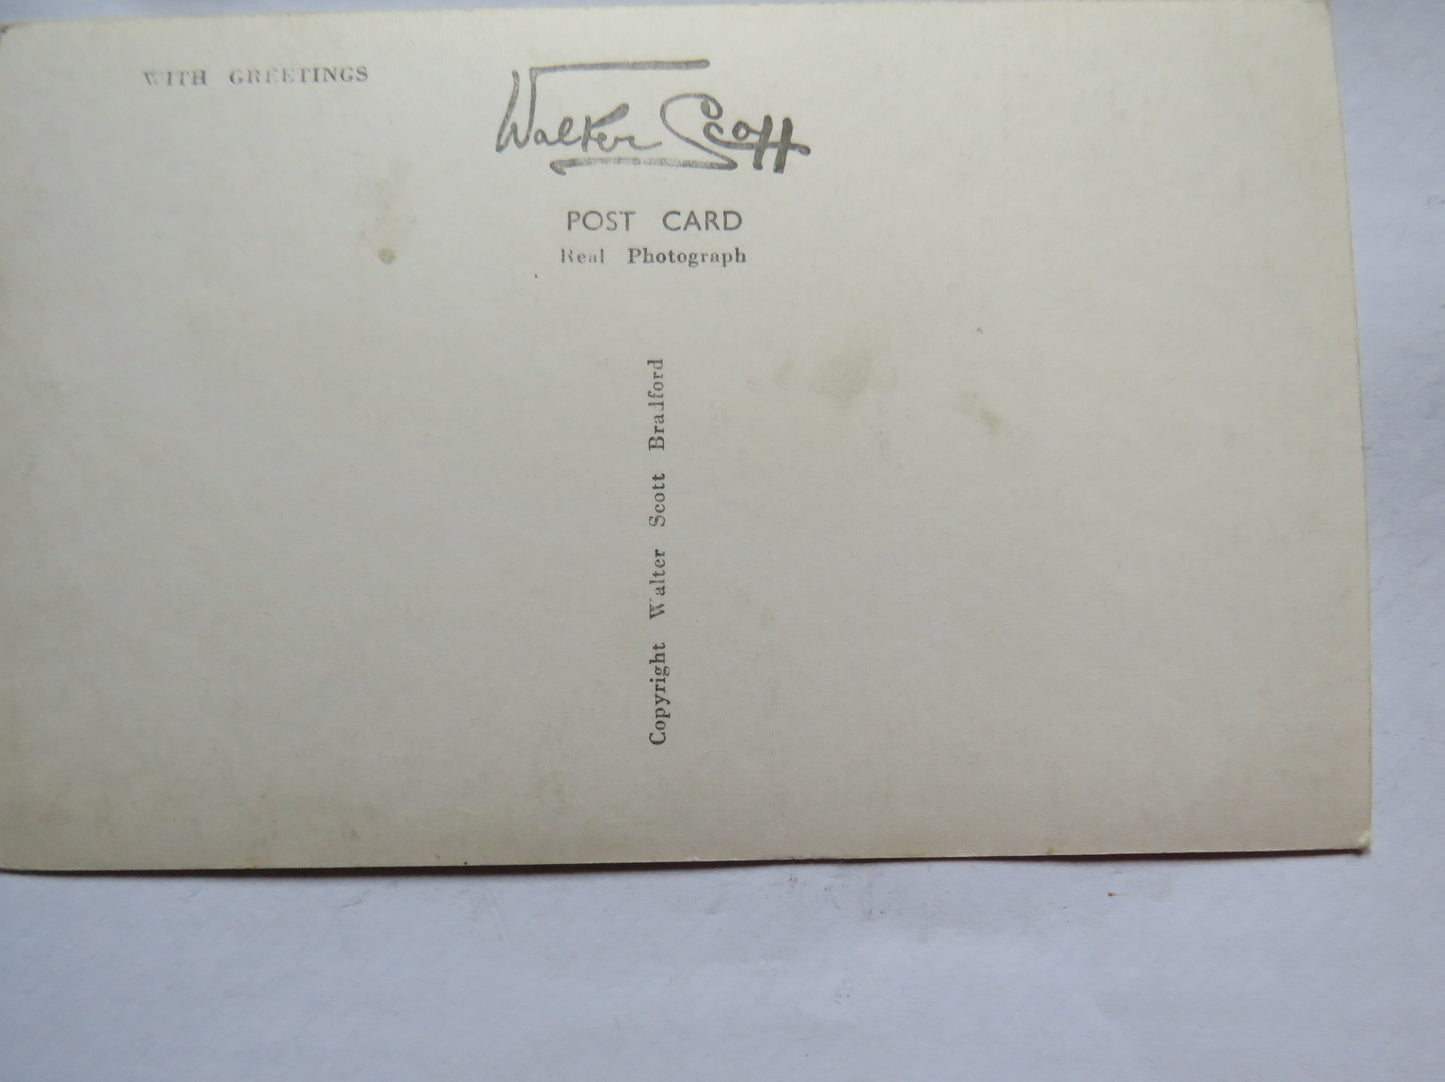 WITH GREETINGS
Walter Scott
POST CARD
Real Photograph
Copyright Walter Scott Bradford